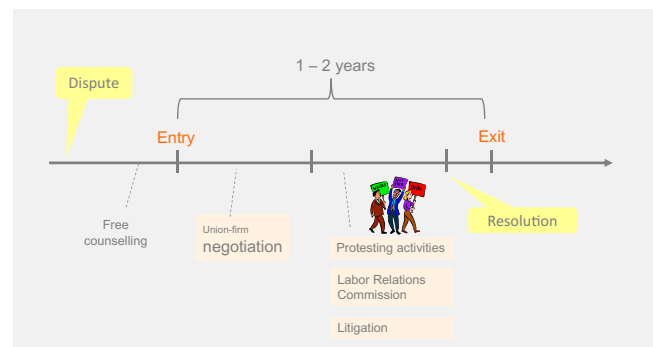 1 – 2 years
Dispute
Entry
Exit
Free
counselling
Union-firm
negotiation
Resolution
Protesting activities
Labor Relations
Commission
Litigation